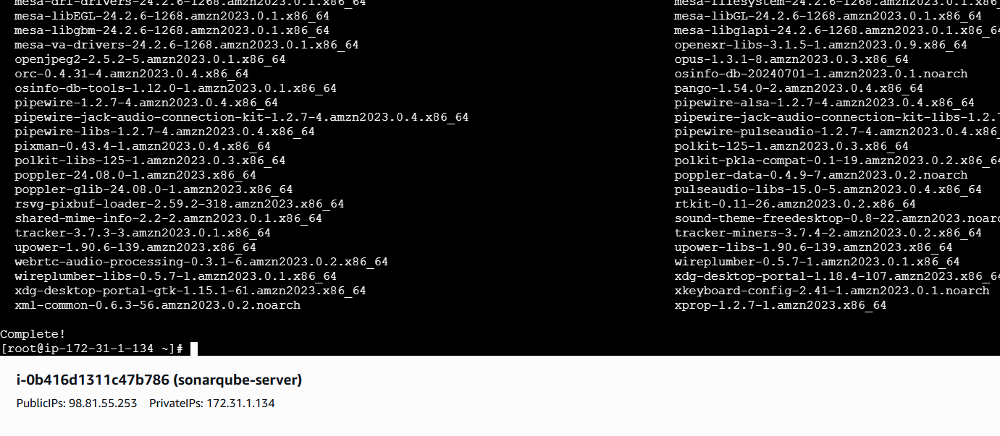 mesa-dri-drivers-24.2.6-1268.amzn2023.0.1.x86_64 mesa-filesystem-24.2.6-1268.amzn2023.0.1.x86_
mesa-libEGL-24.2.6-1268.amzn2023.0.1.x86_64 mesa-libGL-24.2.6-1268.amzn2023.0.1.x86_64
mesa-libgbm-24.2.6-1268.amzn2023.0.1.x86_64 mesa-libglapi-24.2.6-1268.amzn2023.0.1.x86_64
mesa-va-drivers-24.2.6-1268.amzn2023.0.1.x86_64 openexr-libs-3.1.5-1.amzn2023.0.9.x86_64
openjpeg2-2.5.2-5.amzn2023.0.1.x86_64 opus-1.3.1-8.amzn2023.0.3.x86_64
orc-0.4.31-4.amzn2023.0.4.x86_64 osinfo-db-20240701-1.amzn2023.0.1.noarch
osinfo-db-tools-1.12.0-1.amzn2023.0.1.x86_64 pango-1.54.0-2.amzn2023.0.4.x86_64
pipewire-1.2.7-4.amzn2023.0.4.x86_64 pipewire-alsa-1.2.7-4.amzn2023.0.4.x86_64
pipewire-jack-audio-connection-kit-1.2.7-4.amzn2023.0.4.x86_64 pipewire-jack-audio-connection-kit-libs-1.2.7
pipewire-libs-1.2.7-4.amzn2023.0.4.x86_64 pipewire-pulseaudio-1.2.7-4.amzn2023.0.4.x86_
pixman-0.43.4-1.amzn2023.0.4.x86_64 polkit-125-1.amzn2023.0.3.x86_64
polkit-libs-125-1.amzn2023.0.3.x86_64 polkit-pkla-compat-0.1-19.amzn2023.0.2.x86_64
poppler-24.08.0-1.amzn2023.x86_64 poppler-data-0.4.9-7.amzn2023.0.2.noarch
poppler-glib-24.08.0-1.amzn2023.x86_64 pulseaudio-libs-15.0-5.amzn2023.0.4.x86_64
rsvg-pixbuf-loader-2.59.2-318.amzn2023.x86_64 rtkit-0.11-26.amzn2023.0.2.x86_64
shared-mime-info-2.2-2.amzn2023.0.1.x86_64 sound-theme-freedesktop-0.8-22.amzn2023.noarc
tracker-3.7.3-3.amzn2023.0.1.x86_64 tracker-miners-3.7.4-2.amzn2023.0.2.x86_64
upower-1.90.6-139.amzn2023.x86_64 upower-libs-1.90.6-139.amzn2023.x86_64
webrtc-audio-processing-0.3.1-6.amzn2023.0.2.x86_64 wireplumber-0.5.7-1.amzn2023.0.1.x86_64
wireplumber-libs-0.5.7-1.amzn2023.0.1.x86_64 xdg-desktop-portal-1.18.4-107.amzn2023.x86_64
xdg-desktop-portal-gtk-1.15.1-61.amzn2023.x86_64 xkeyboard-config-2.41-1.amzn2023.0.1.noarch
xml-common-0.6.3-56.amzn2023.0.2.noarch xprop-1.2.7-1.amzn2023.x86_64
Complete!
[root@ip-172-31-1-134 ~]#
i-0b416d1311c47b786 (sonarqube-server)
PublicIPs: 98.81.55.253 PrivateIPs: 172.31.1.134